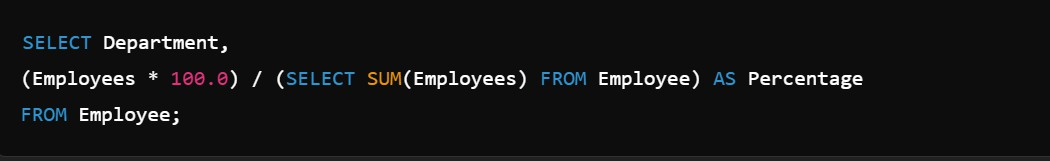 SELECT Department,
(Employees * 100.0) / (SELECT SUM(Employees) FROM Employee) AS Percentage
FROM Employee;